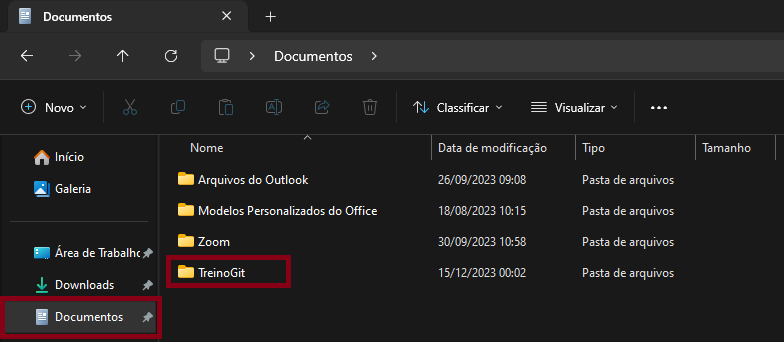 Documentos
Documentos
Novo Classificar Visualizar
Nome Data de modificação Tipo Tamanho
Início
Galeria
Área de Trabalho
Downloads
Documentos
Arquivos do Outlook 26/09/2023 09:08 Pasta de arquivos
Modelos Personalizados do Office 18/08/2023 10:15 Pasta de arquivos
Zoom 30/09/2023 10:58 Pasta de arquivos
TreinoGit 15/12/2023 00:02 Pasta de arquivos